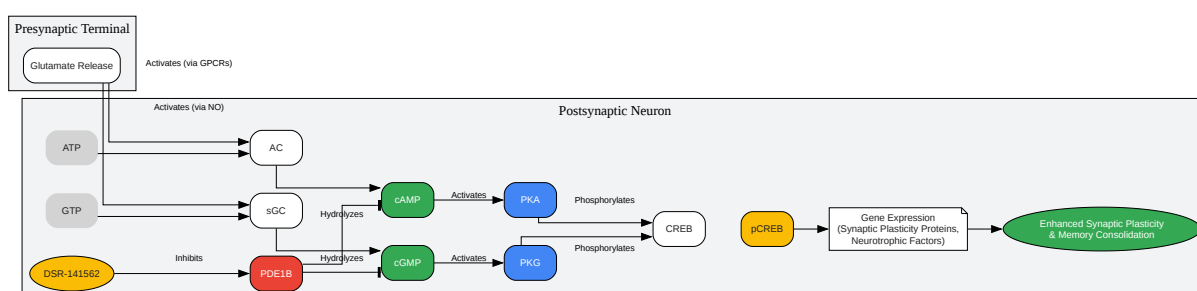 Presynaptic Terminal
Glutamate Release
Activates (via GPCRs)
Activates (via NO)
Postsynaptic Neuron
ATP
AC
GTP
sGC
cAMP
Activates
PKA
Phosphorylates
Hydrolyzes
CREB
pCREB
Gene Expression
(Synaptic Plasticity Proteins,
Neurotrophic Factors)
Enhanced Synaptic Plasticity
& Memory Consolidation
DSR-141562
Inhibits
PDE1B
Hydrolyzes
cGMP
Activates
PKG
Phosphorylates